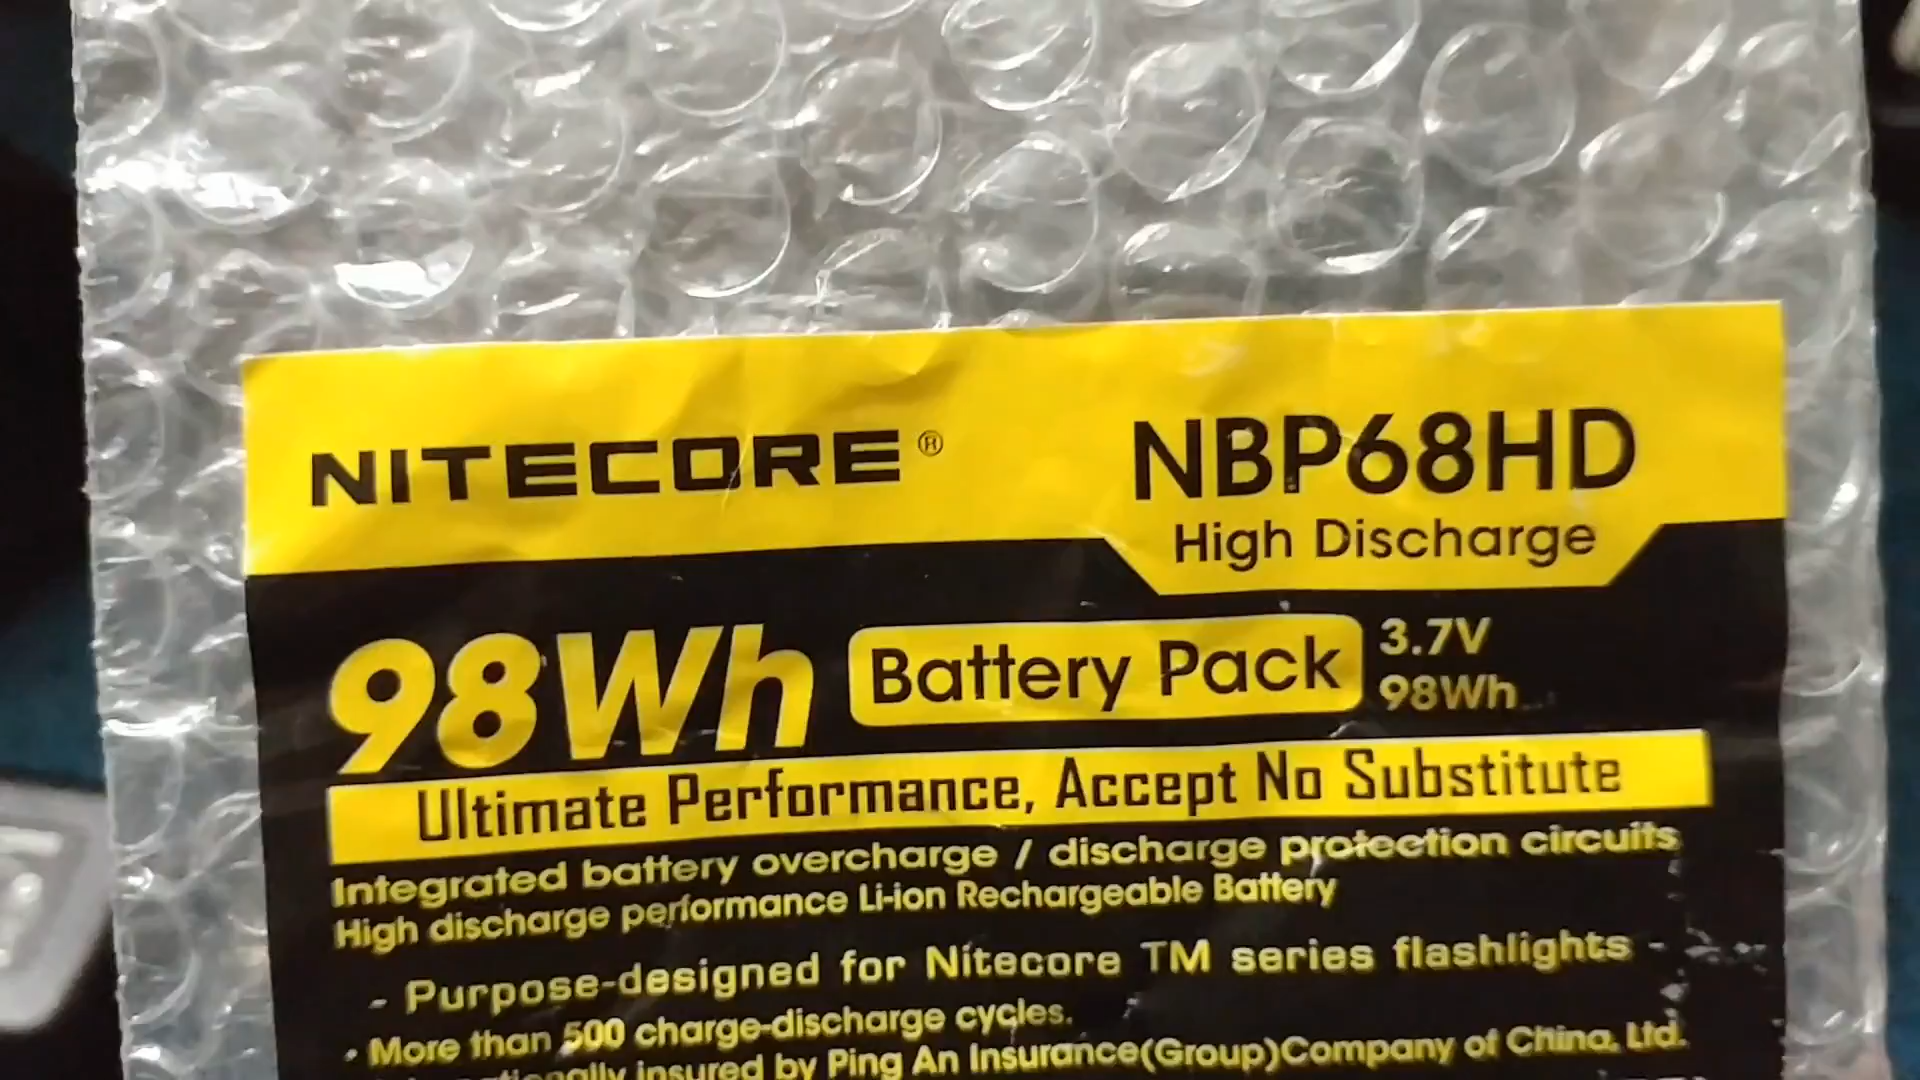 NITECORE®
NBP68HD
High Discharge
98Wh Battery Pack
3.7V
98Wh
Ultimate Performance, Accept No Substitute
Integrated battery overcharge / discharge protection circuits
High discharge performance Li-ion Rechargeable Battery
- Purpose-designed for Nitecore TM series flashlights -
• More than 500 charge-discharge cycles.
insured by Ping An Insurance(Group)Company of China, Ltd.